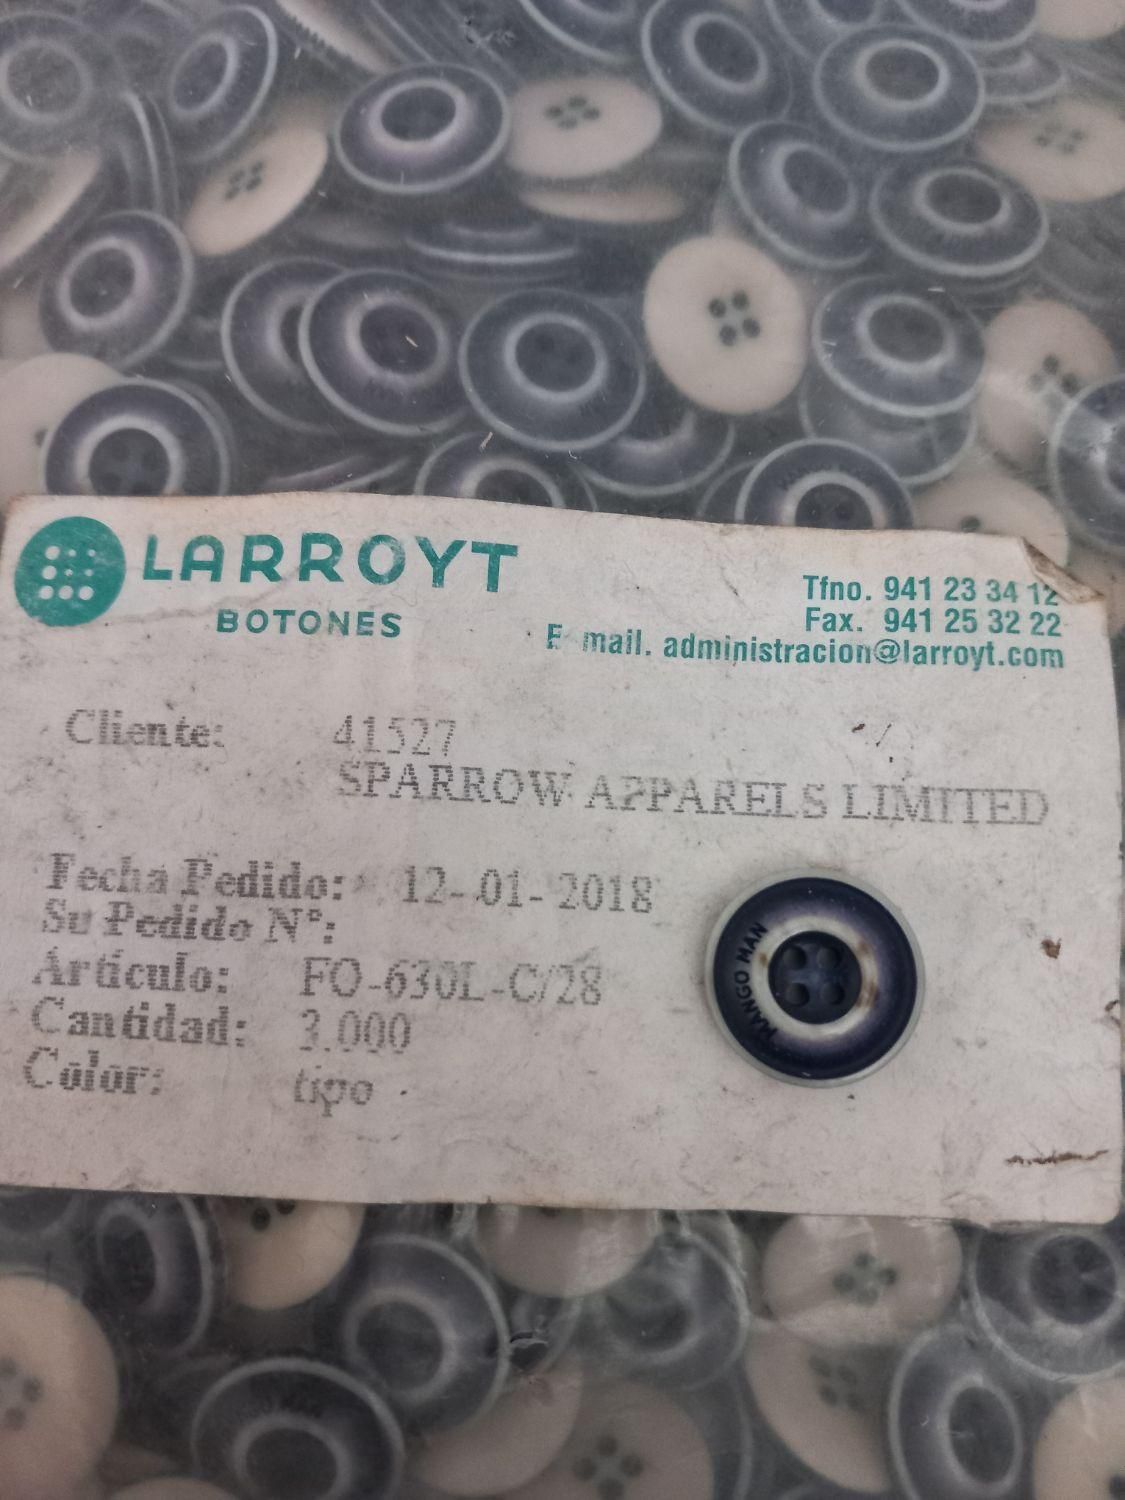 LARROYT
BOTONES
Tfno. 941 23 34 12
Fax. 941 25 32 22
E-mail. administracion@larroyt.com
Cliente: 41527
SPARROW APPARELS LIMITED
Fecha Pedido: 12-01-2018
Su Pedido Nº:
Artículo: FO-630L-C/28
Cantidad: 3.000
Color: tipo
MANGO MAN